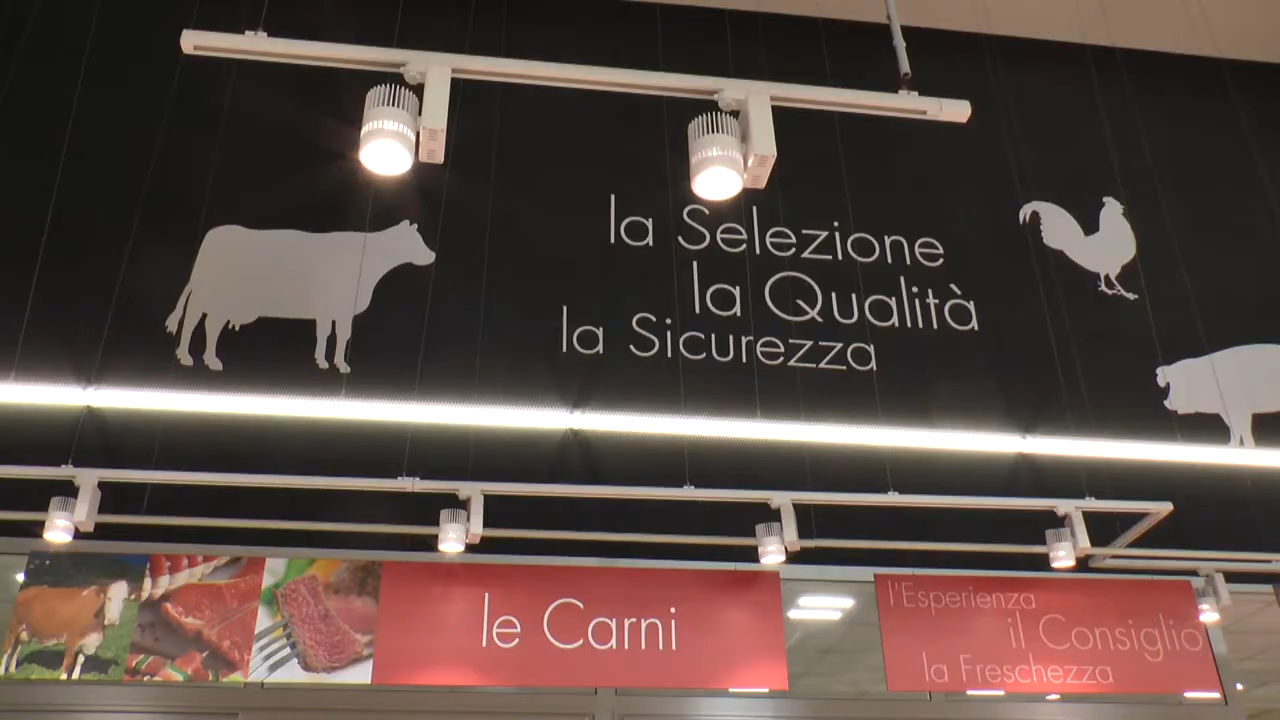 la Selezione
la Qualità
la Sicurezza
le Carni
l'Esperienza
il Consiglio
la Freschezza